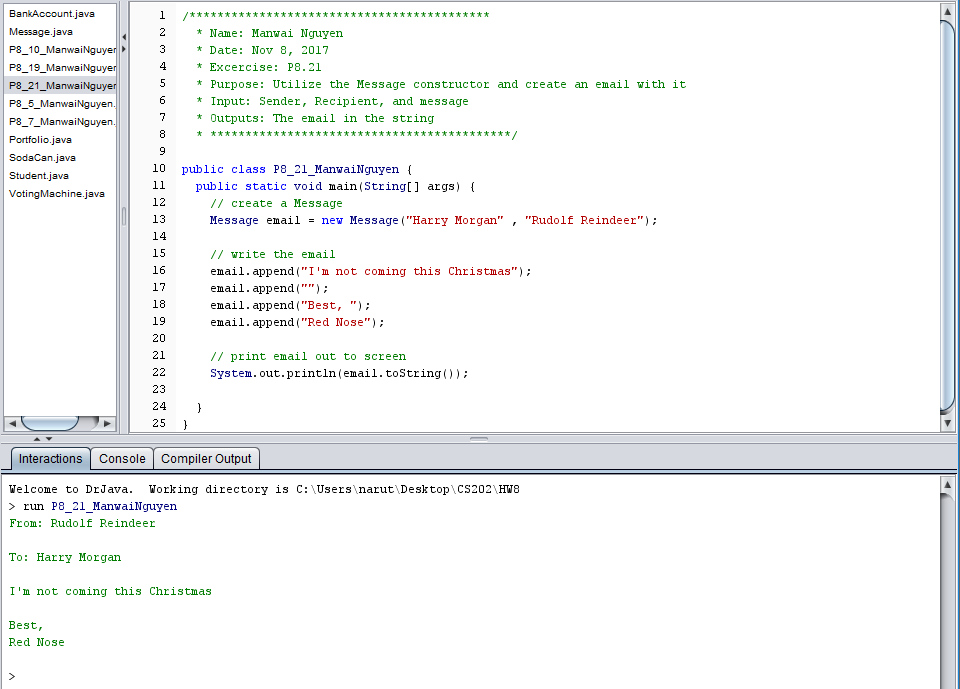 BankAccount.java
Message.java
P8_10_ManwaiNguyen
P8_19_ManwaiNguyen
P8_21_ManwaiNguyen
P8_5_ManwaiNguyen.
P8_7_ManwaiNguyen.
Portfolio.java
SodaCan.java
Student.java
VotingMachine.java
1 /*******************************************
2 * Name: Manwai Nguyen
3 * Date: Nov 8, 2017
4 * Excercise: P8.21
5 * Purpose: Utilize the Message constructor and create an email with it
6 * Input: Sender, Recipient, and message
7 * Outputs: The email in the string
8 * *******************************************/
9
10 public class P8_21_ManwaiNguyen {
11 public static void main(String[] args) {
12 // create a Message
13 Message email = new Message("Harry Morgan" , "Rudolf Reindeer");
14
15 // write the email
16 email.append("I'm not coming this Christmas");
17 email.append("");
18 email.append("Best, ");
19 email.append("Red Nose");
20
21 // print email out to screen
22 System.out.println(email.toString());
23
24 }
25 }
Interactions Console Compiler Output
Welcome to DrJava. Working directory is C:\Users\narut\Desktop\CS202\HW8
> run P8_21_ManwaiNguyen
From: Rudolf Reindeer
To: Harry Morgan
I'm not coming this Christmas
Best,
Red Nose
>